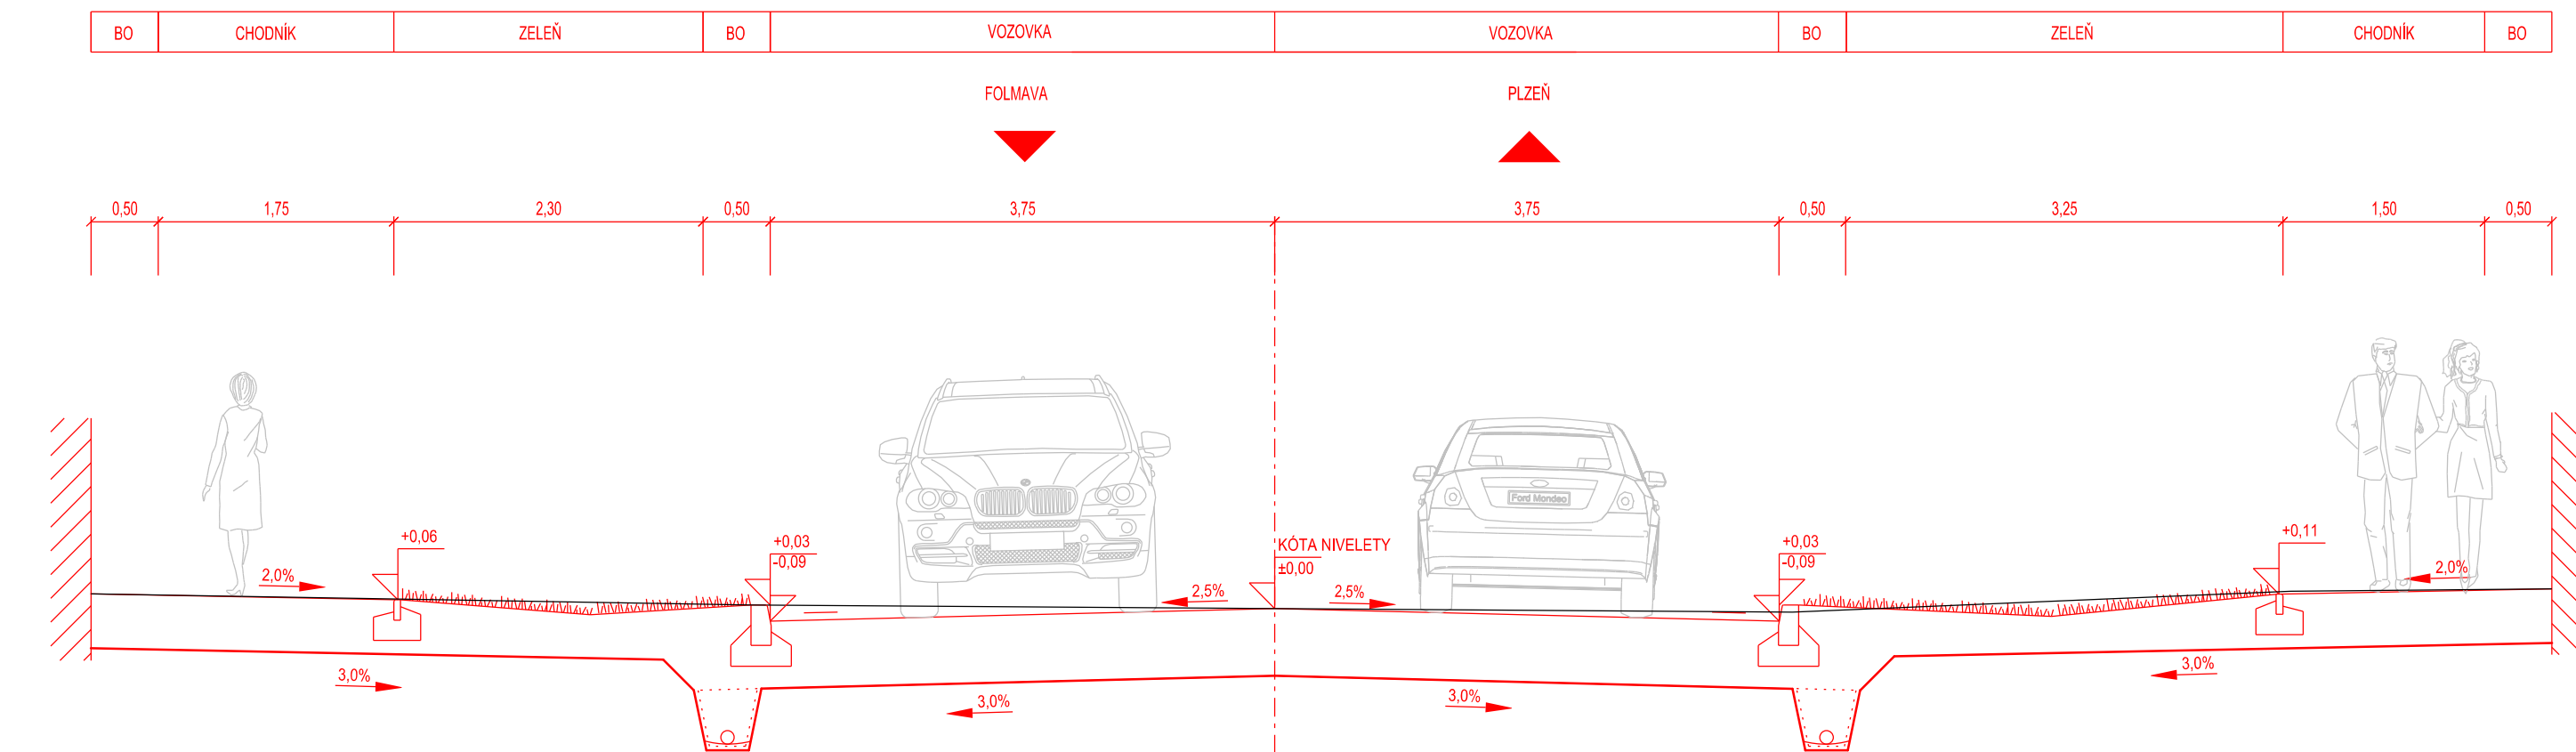 BO CHODNÍK ZELEŇ BO VOZOVKA VOZOVKA BO ZELEŇ CHODNÍK BO
FOLMAVA PLZEŇ
0,50 1,75 2,30 0,50 3,75 3,75 0,50 3,25 1,50 0,50
Ford Mondeo
+0,06 +0,03 KÓTA NIVELETY +0,03 +0,11
-0,09 ±0,00 -0,09
2,0% 2,5% 2,5% 2,0%
3,0% 3,0% 3,0% 3,0%